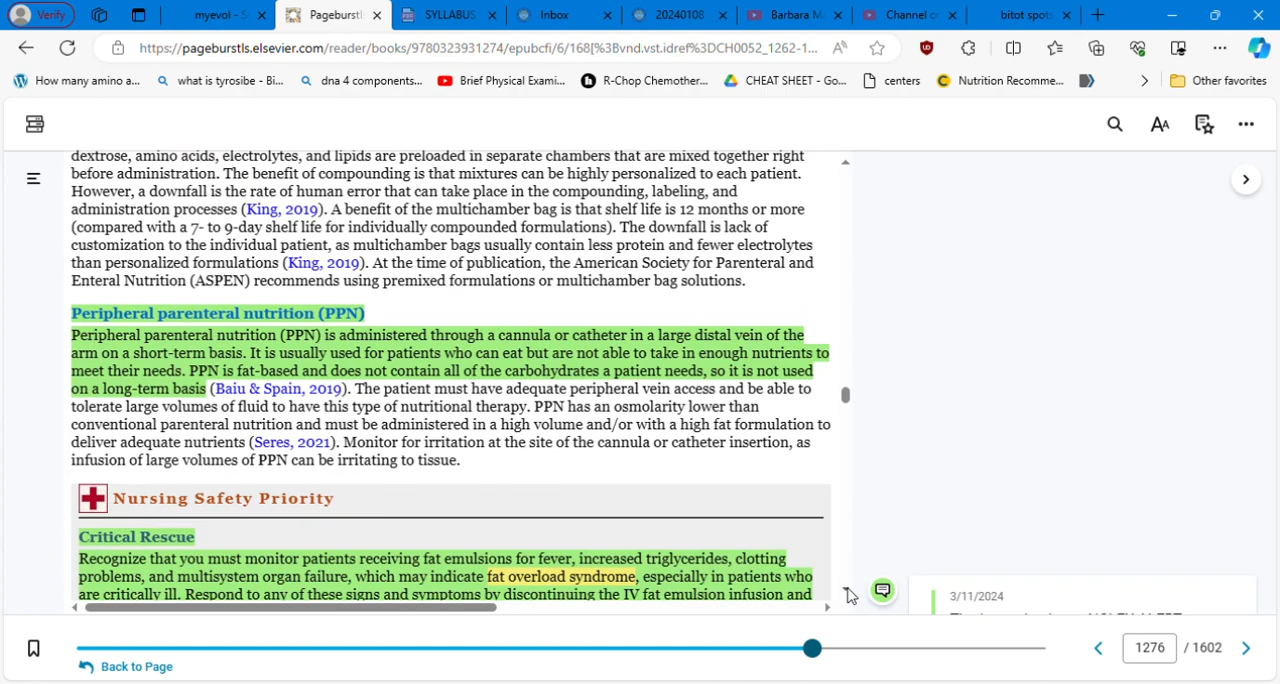 Verify
myevol - S
Pageburstl
SYLLABUS
Inbox
20240108
Barbara M
Channel c
bitot spots
https://pageburstls.elsevier.com/reader/books/9780323931274/epubcfi/6/168[%3Bvnd.vst.idref%3DCH0052_1262-1...
How many amino a...
what is tyrosibe - Bi...
dna 4 components...
Brief Physical Exami...
R-Chop Chemother...
CHEAT SHEET - Go...
centers
Nutrition Recomme...
Other favorites
dextrose, amino acids, electrolytes, and lipids are preloaded in separate chambers that are mixed together right
before administration. The benefit of compounding is that mixtures can be highly personalized to each patient.
However, a downfall is the rate of human error that can take place in the compounding, labeling, and
administration processes (King, 2019). A benefit of the multichamber bag is that shelf life is 12 months or more
(compared with a 7- to 9-day shelf life for individually compounded formulations). The downfall is lack of
customization to the individual patient, as multichamber bags usually contain less protein and fewer electrolytes
than personalized formulations (King, 2019). At the time of publication, the American Society for Parenteral and
Enteral Nutrition (ASPEN) recommends using premixed formulations or multichamber bag solutions.
Peripheral parenteral nutrition (PPN)
Peripheral parenteral nutrition (PPN) is administered through a cannula or catheter in a large distal vein of the
arm on a short-term basis. It is usually used for patients who can eat but are not able to take in enough nutrients to
meet their needs. PPN is fat-based and does not contain all of the carbohydrates a patient needs, so it is not used
on a long-term basis (Baiu & Spain, 2019). The patient must have adequate peripheral vein access and be able to
tolerate large volumes of fluid to have this type of nutritional therapy. PPN has an osmolarity lower than
conventional parenteral nutrition and must be administered in a high volume and/or with a high fat formulation to
deliver adequate nutrients (Seres, 2021). Monitor for irritation at the site of the cannula or catheter insertion, as
infusion of large volumes of PPN can be irritating to tissue.
Nursing Safety Priority
Critical Rescue
Recognize that you must monitor patients receiving fat emulsions for fever, increased triglycerides, clotting
problems, and multisystem organ failure, which may indicate fat overload syndrome, especially in patients who
are critically ill. Respond to any of these signs and symptoms by discontinuing the IV fat emulsion infusion and
3/11/2024
1276 / 1602
Back to Page